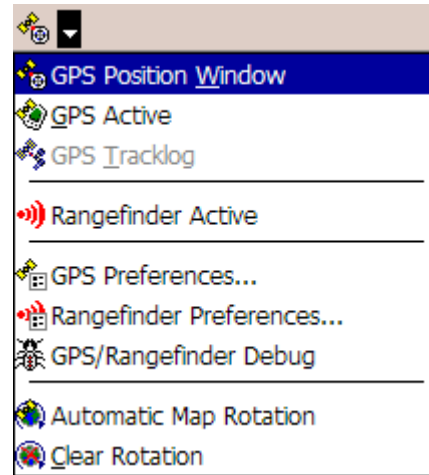 GPS Position Window
GPS Active
GPS Tracklog
Rangefinder Active
GPS Preferences...
Rangefinder Preferences...
GPS/Rangefinder Debug
Automatic Map Rotation
Clear Rotation